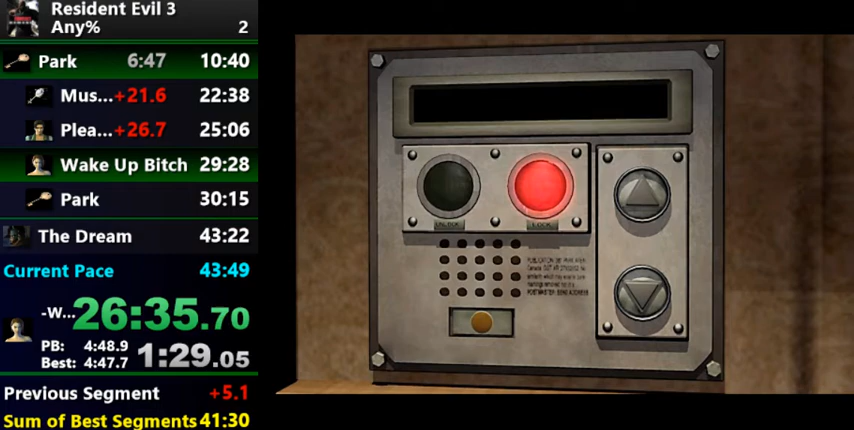 Resident Evil 3
Any% 2
Park 6:47 10:40
Mus... +21.6 22:38
Plea... +26.7 25:06
Wake Up Bitch 29:28
Park 30:15
The Dream 43:22
Current Pace 43:49
-W... 26:35.70
PB: 4:48.9
Best: 4:47.7 1:29.05
Previous Segment +5.1
Sum of Best Segments 41:30
LOCK